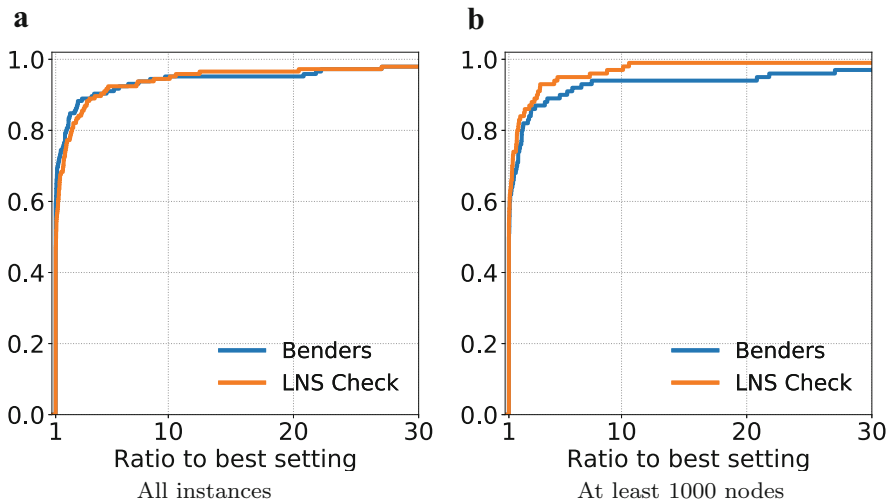 a
1.0
0.8
0.6
0.4
0.2
0.0
Benders
LNS Check
1 10 20 30
Ratio to best setting
All instances
b
1.0
0.8
0.6
0.4
0.2
0.0
Benders
LNS Check
1 10 20 30
Ratio to best setting
At least 1000 nodes